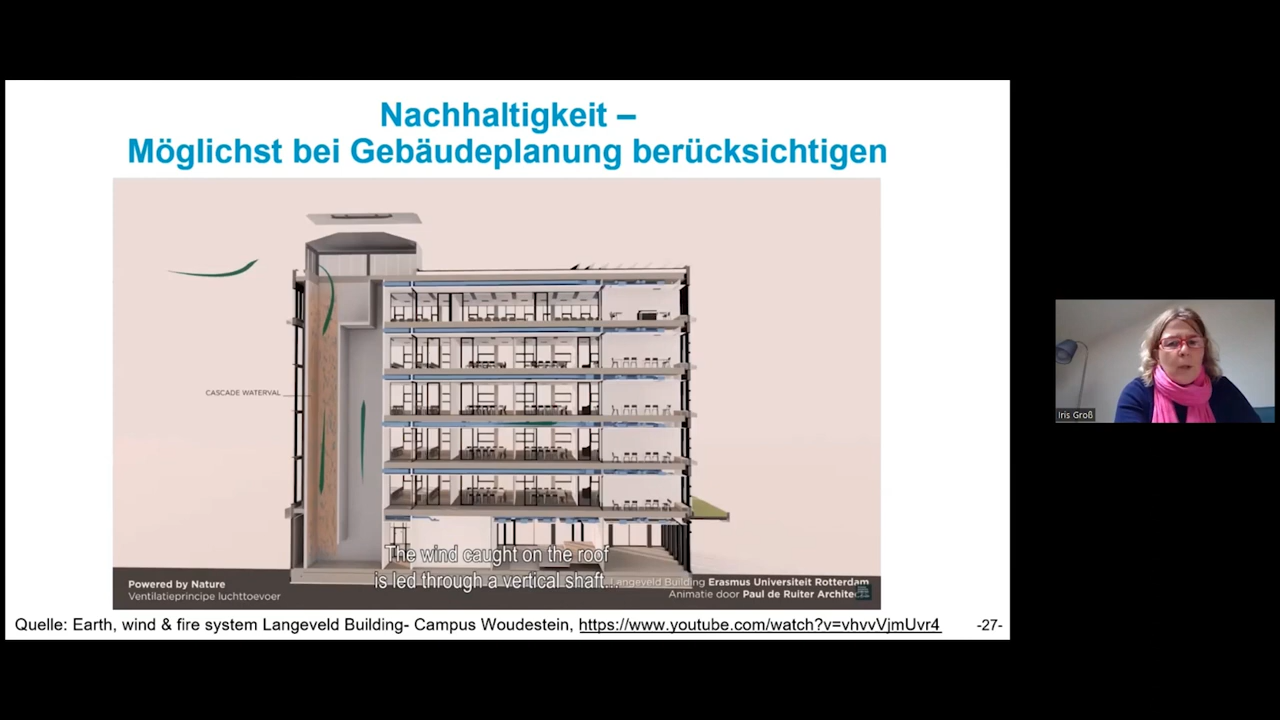 Nachhaltigkeit –
Möglichst bei Gebäudeplanung berücksichtigen
CASCADE WATERVAL
The wind caught on the roof
is led through a vertical shaft...
Powered by Nature
Ventilatieprincipe luchttoevoer
Langeveld Building Erasmus Universiteit Rotterdam
Animatie door Paul de Ruiter Archite
Quelle: Earth, wind & fire system Langeveld Building- Campus Woudestein, https://www.youtube.com/watch?v=vhvvVjmUvr4
-27-
Iris Groß